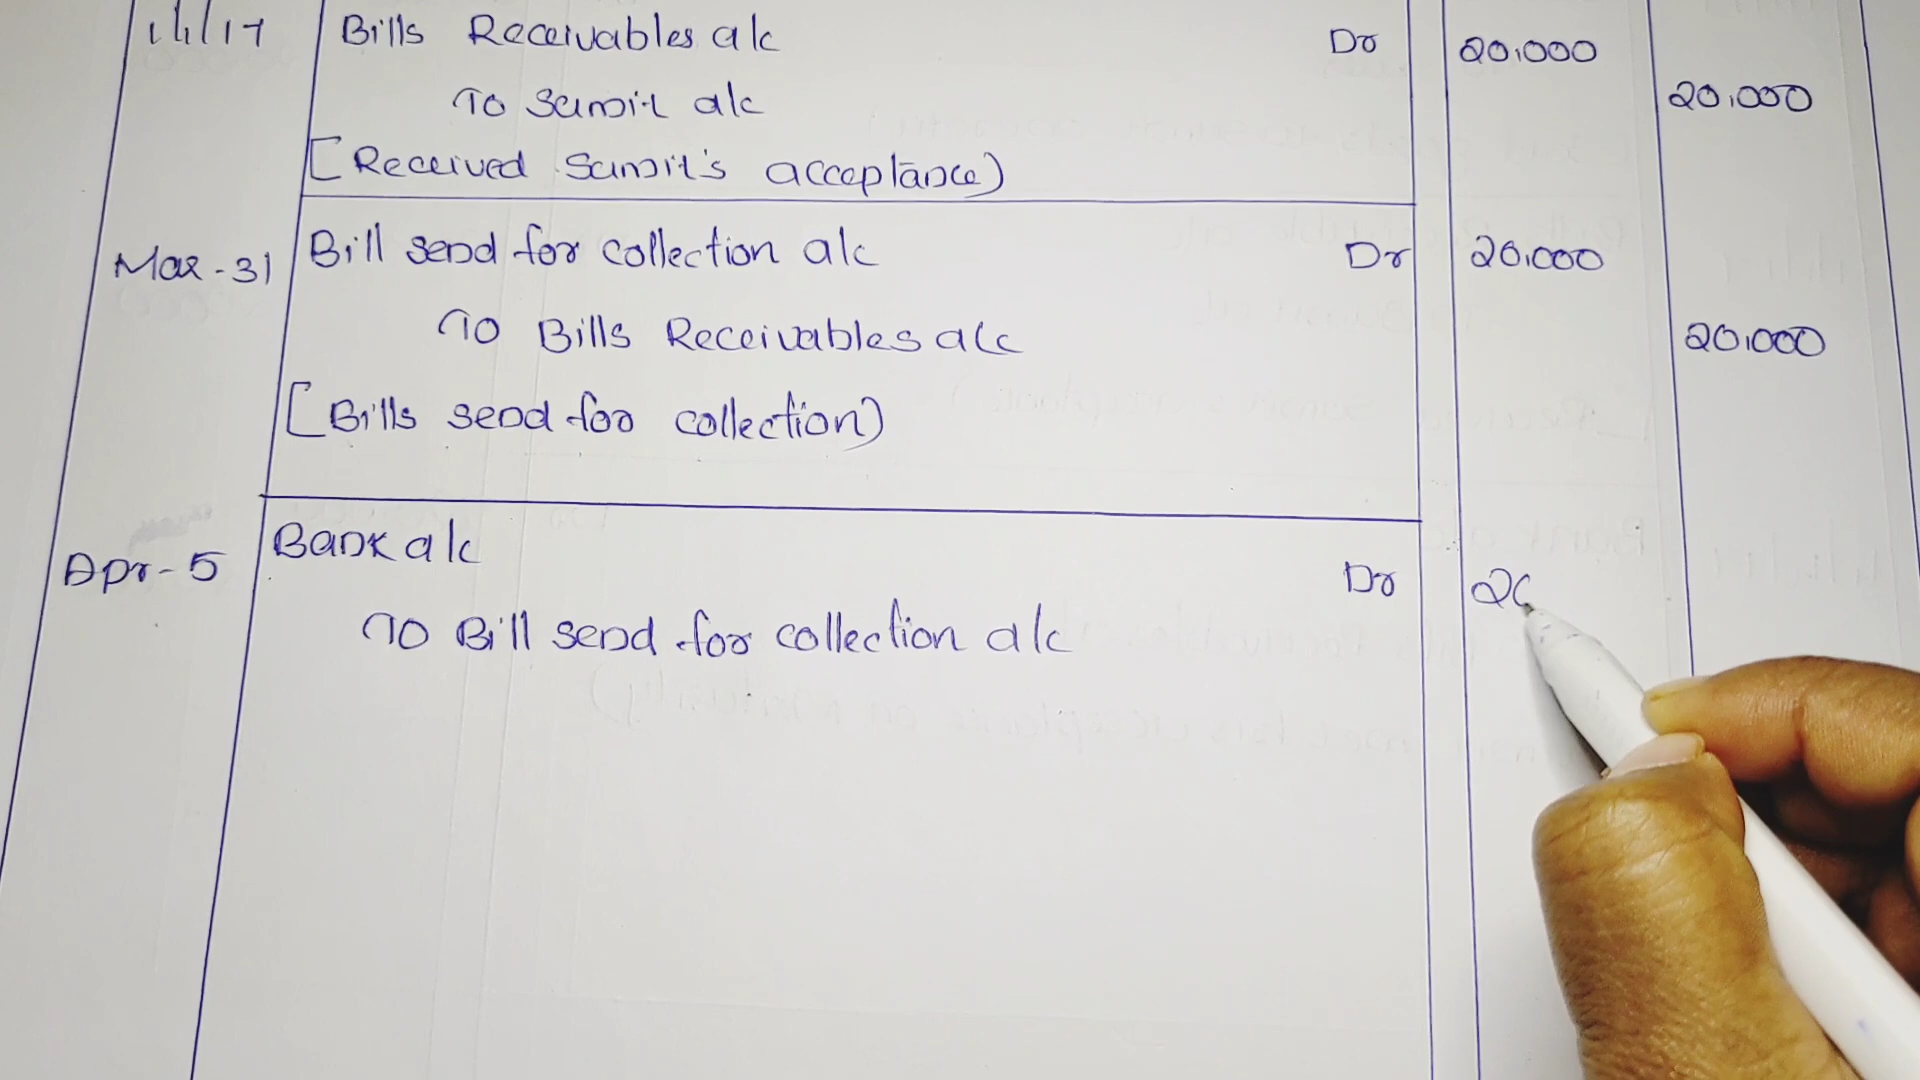 1/1/17 Bills Receivables a/c Dr 20,000
To Sumit a/c 20,000
[Received Sumit's acceptance)
Mar-31 Bill send for collection a/c Dr 20,000
To Bills Receivables a/c 20,000
[Bills send for collection)
Apr-5 Bank a/c Dr 20
To Bill send for collection a/c